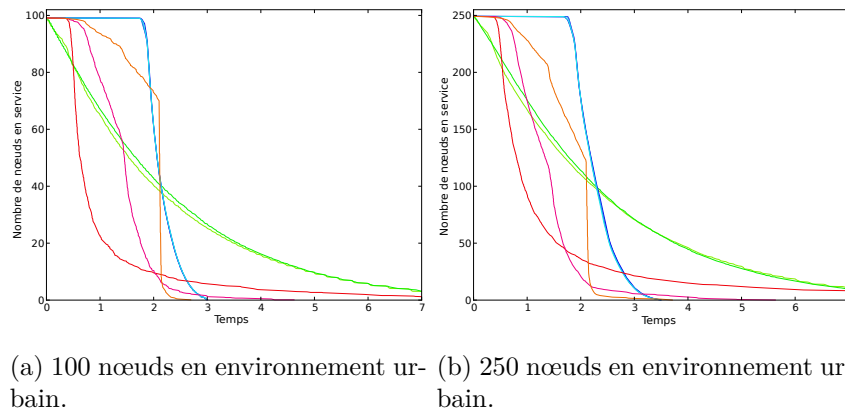 100
80
60
40
20
0
Nombre de nœuds en service
0 1 2 3 4 5 6 7
Temps
250
200
150
100
50
0
Nombre de nœuds en service
0 1 2 3 4 5 6
Temps
(a) 100 nœuds en environnement ur-
bain.
(b) 250 nœuds en environnement ur
bain.